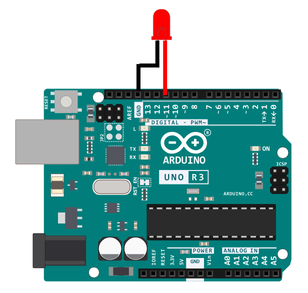 RESET
AREF
GND
13
12
~11
~10
~9
8
7
~6
~5
4
~3
2
TX→1
RX←0
DIGITAL - PWM~
L
TX
RX
ARDUINO
UNO R3
ON
ICSP
ARDUINO.CC
POWER
ANALOG IN
IOREF
RESET
3.3V
5V
GND
Vin
A0
A1
A2
A3
A4
A5